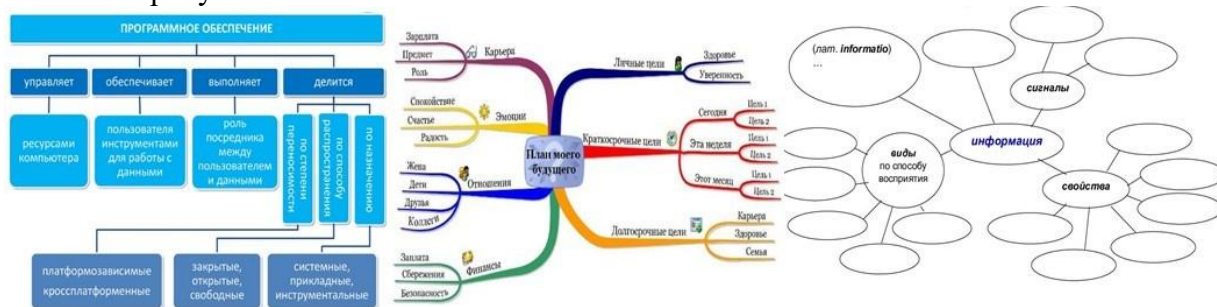 ПРОГРАММНОЕ ОБЕСПЕЧЕНИЕ
управляет
обеспечивает
выполняет
делится
ресурсами
компьютера
пользователя
инструментами
для работы с
данными
роль
посредника
между
пользователем
и данными
по степени
переносимости
по способу
распространения
по назначению
платформозависимые
кроссплатформенные
закрытые,
открытые,
свободные
системные,
прикладные,
инструментальные
План моего
будущего
Карьера
Зарплата
Предмет
Роль
Эмоции
Спокойствие
Счастье
Радость
Отношения
Жена
Дети
Друзья
Коллеги
Финансы
Заплата
Сбережения
Безопасность
Личные цели
Здоровье
Уверенность
Краткосрочные цели
Сегодня
Цель 1
Цель 2
Эта неделя
Цель 1
Цель 2
Этот месяц
Цель 1
Цель 2
Долгосрочные цели
Карьера
Здоровье
Семья
(лат. informatio)
...
сигналы
информация
виды
по способу
восприятия
свойства